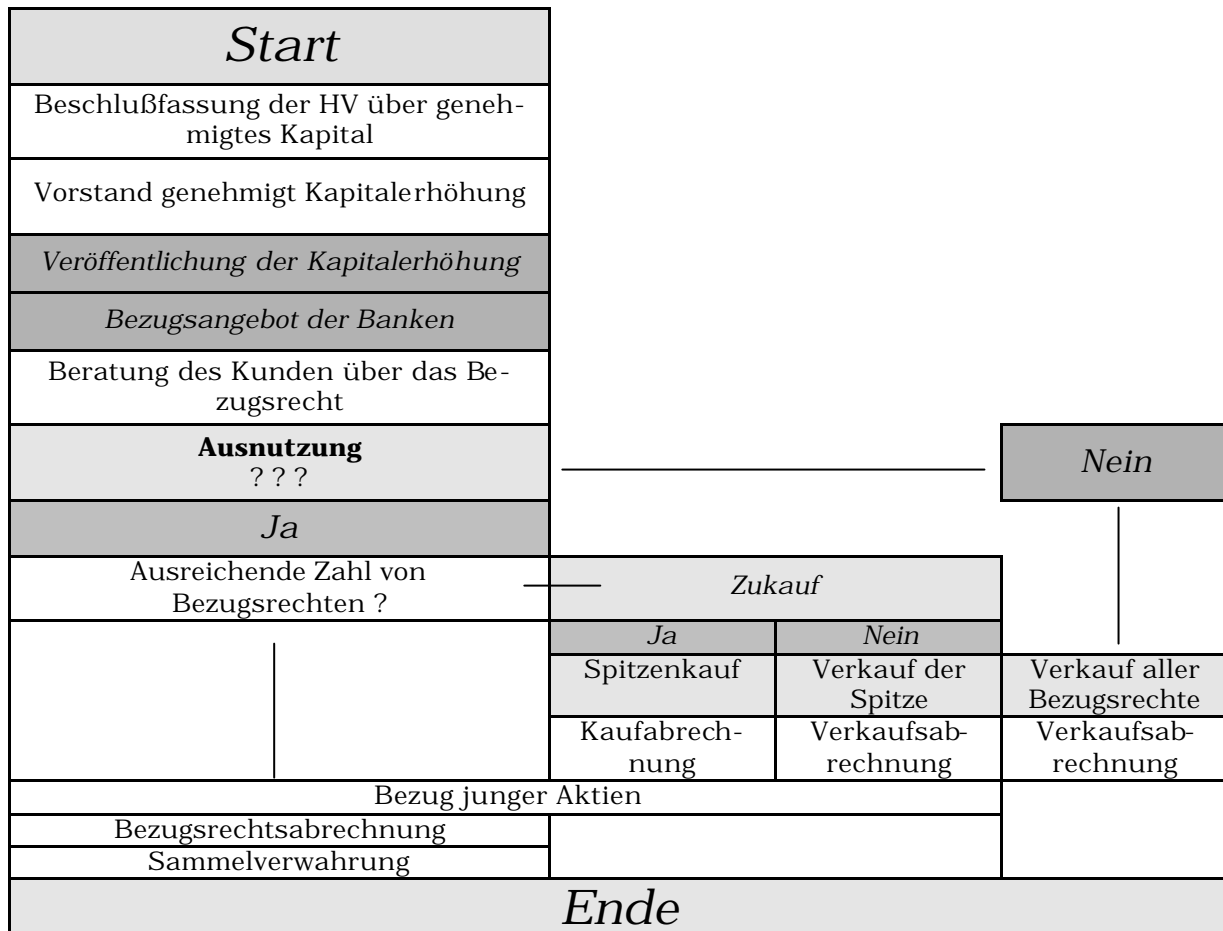 Start
Beschlußfassung der HV über geneh-
migtes Kapital
Vorstand genehmigt Kapitalerhöhung
Veröffentlichung der Kapitalerhöhung
Bezugsangebot der Banken
Beratung des Kunden über das Be-
zugsrecht
Ausnutzung
? ? ?
Nein
Ja
Ausreichende Zahl von
Bezugsrechten ?
Zukauf
Ja
Nein
Spitzenkauf
Verkauf der
Spitze
Verkauf aller
Bezugsrechte
Kaufabrech-
nung
Verkaufsab-
rechnung
Verkaufsab-
rechnung
Bezug junger Aktien
Bezugsrechtsabrechnung
Sammelverwahrung
Ende